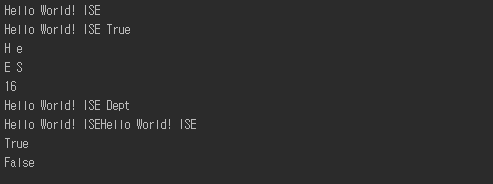 Hello World! ISE
Hello World! ISE True
H e
E S
16
Hello World! ISE Dept
Hello World! ISEHello World! ISE
True
False